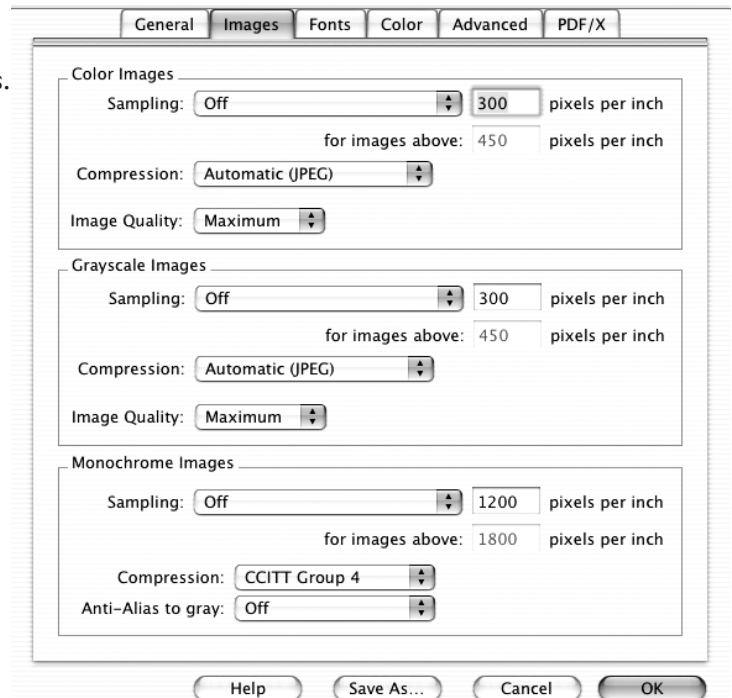 General Images Fonts Color Advanced PDF/X
s.
Color Images
Sampling: Off 300 pixels per inch
for images above: 450 pixels per inch
Compression: Automatic (JPEG)
Image Quality: Maximum
Grayscale Images
Sampling: Off 300 pixels per inch
for images above: 450 pixels per inch
Compression: Automatic (JPEG)
Image Quality: Maximum
Monochrome Images
Sampling: Off 1200 pixels per inch
for images above: 1800 pixels per inch
Compression: CCITT Group 4
Anti-Alias to gray: Off
Help Save As... Cancel OK